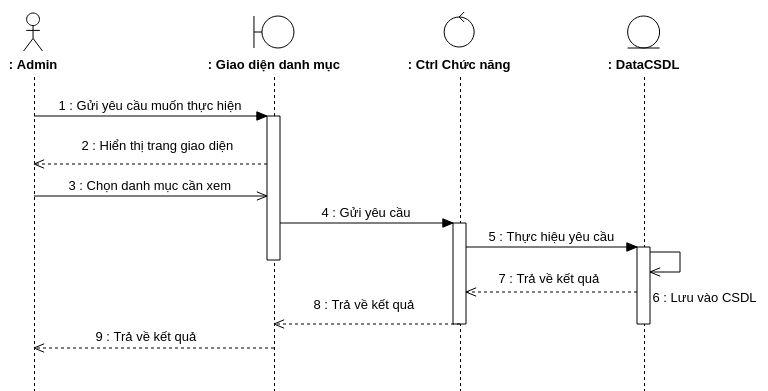 : Admin
: Giao diện danh mục
: Ctrl Chức năng
: DataCSDL
1 : Gửi yêu cầu muốn thực hiện
2 : Hiển thị trang giao diện
3 : Chọn danh mục cần xem
4 : Gửi yêu cầu
5 : Thực hiệu yêu cầu
6 : Lưu vào CSDL
7 : Trả về kết quả
8 : Trả về kết quả
9 : Trả về kết quả